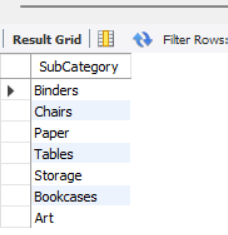 Result Grid Filter Rows:
SubCategory
Binders
Chairs
Paper
Tables
Storage
Bookcases
Art